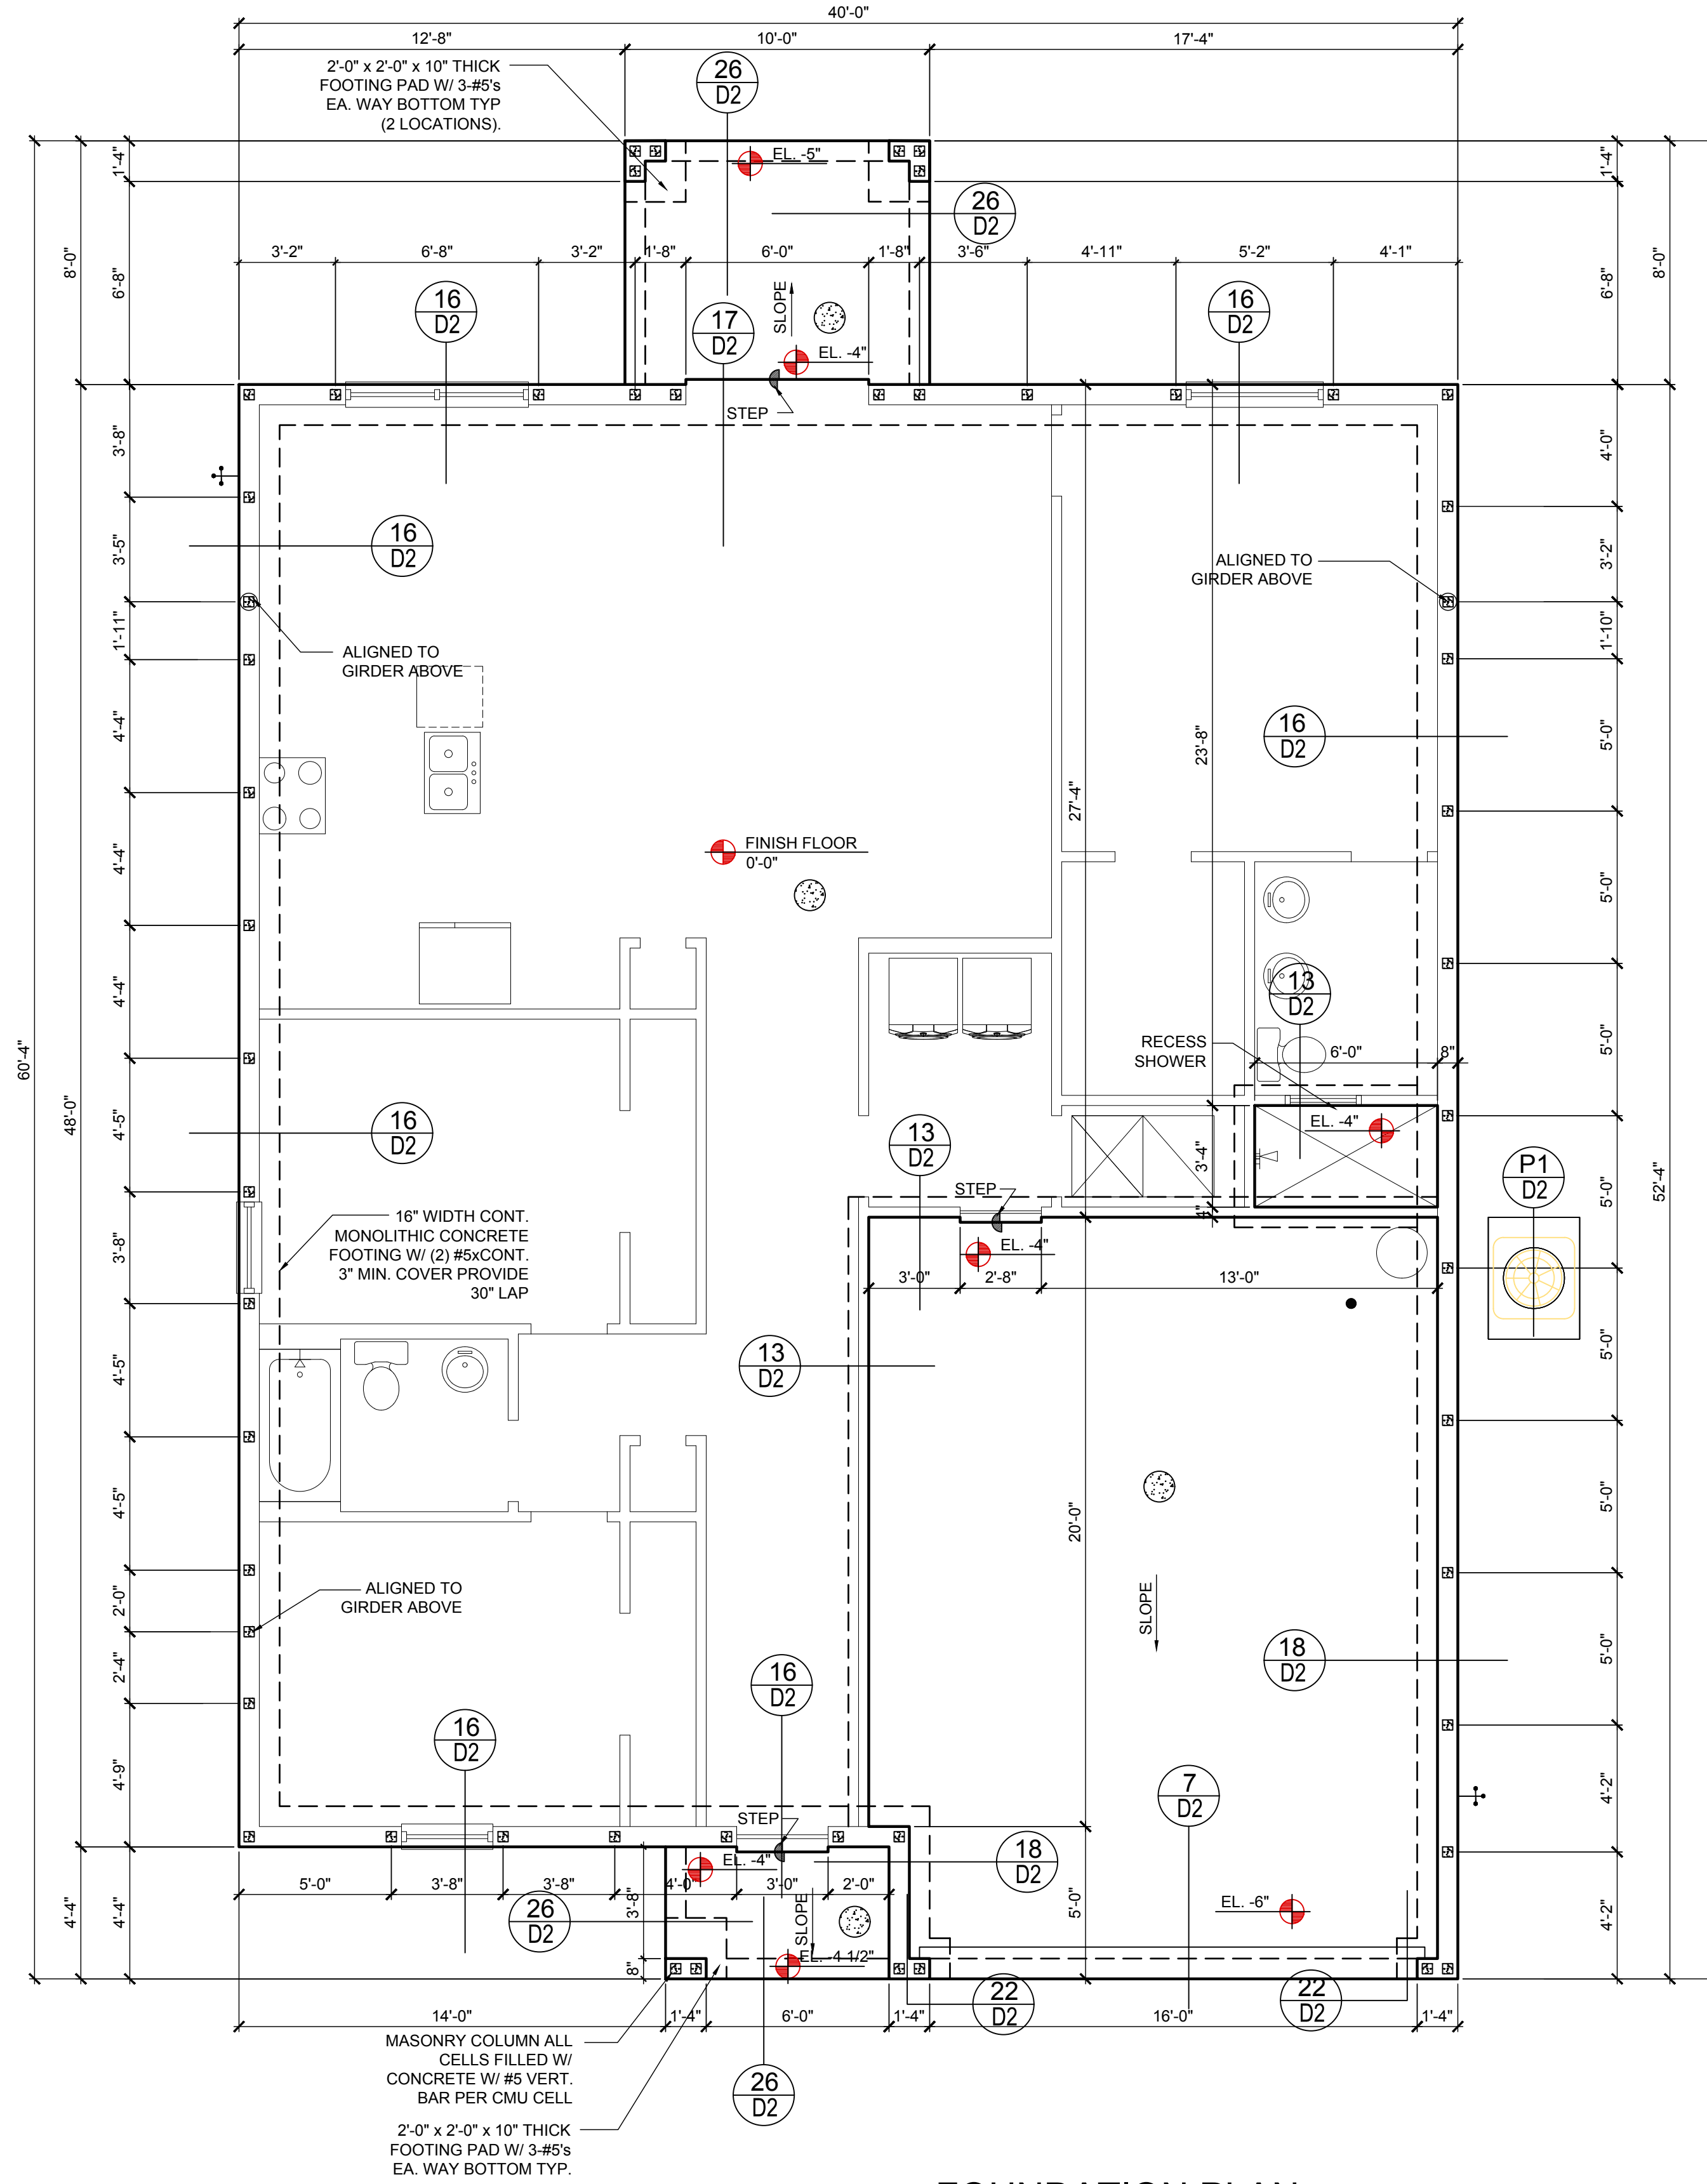 40'-0"
12'-8"
10'-0"
17'-4"
2'-0" x 2'-0" x 10" THICK
FOOTING PAD W/ 3-#5's
EA. WAY BOTTOM TYP
(2 LOCATIONS).
26
D2
EL. -5"
26
D2
1'-4"
6'-8"
8'-0"
1'-4"
6'-8"
8'-0"
3'-2"
6'-8"
3'-2"
1'-8"
6'-0"
1'-8"
3'-6"
4'-11"
5'-2"
4'-1"
16
D2
17
D2
SLOPE
EL. -4"
16
D2
STEP
3'-8"
3'-5"
1'-11"
4'-4"
4'-4"
4'-4"
4'-5"
3'-8"
4'-5"
4'-5"
2'-0"
2'-4"
4'-9"
4'-4"
60'-4"
48'-0"
4'-4"
16
D2
ALIGNED TO
GIRDER ABOVE
ALIGNED TO
GIRDER ABOVE
4'-0"
3'-2"
1'-10"
5'-0"
5'-0"
5'-0"
5'-0"
5'-0"
5'-0"
5'-0"
4'-2"
4'-2"
52'-4"
16
D2
23'-8"
27'-4"
FINISH FLOOR
0'-0"
13
D2
RECESS
SHOWER
6'-0"
8"
EL. -4"
16
D2
13
D2
3'-4"
4"
STEP
EL. -4"
P1
D2
16" WIDTH CONT.
MONOLITHIC CONCRETE
FOOTING W/ (2) #5xCONT.
3" MIN. COVER PROVIDE
30" LAP
3'-0"
2'-8"
13'-0"
13
D2
20'-0"
SLOPE
ALIGNED TO
GIRDER ABOVE
18
D2
16
D2
16
D2
7
D2
STEP
EL. -4"
18
D2
5'-0"
3'-8"
3'-8"
4'-0"
3'-0"
2'-0"
3'-8"
8"
26
D2
SLOPE
EL. -4 1/2"
5'-0"
EL. -6"
22
D2
22
D2
14'-0"
1'-4"
6'-0"
1'-4"
16'-0"
1'-4"
MASONRY COLUMN ALL
CELLS FILLED W/
CONCRETE W/ #5 VERT.
BAR PER CMU CELL
26
D2
2'-0" x 2'-0" x 10" THICK
FOOTING PAD W/ 3-#5's
EA. WAY BOTTOM TYP.
FOUNDATION PLAN